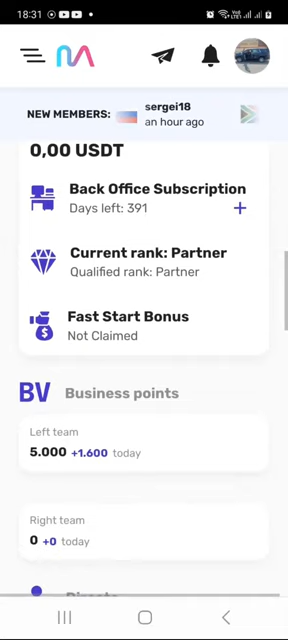 18:31
NEW MEMBERS:
sergei18
an hour ago
0,00 USDT
Back Office Subscription
Days left: 391
+
Current rank: Partner
Qualified rank: Partner
Fast Start Bonus
Not Claimed
BV Business points
Left team
5.000 +1.600 today
Right team
0 +0 today